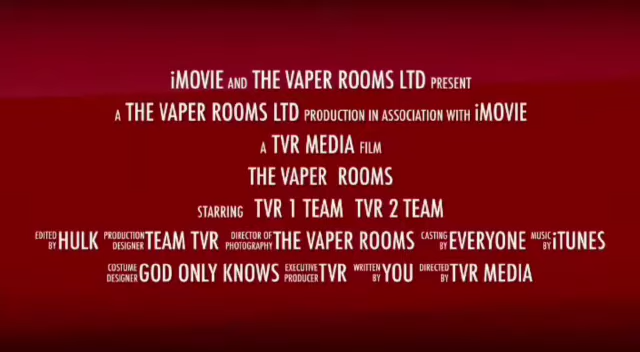 iMOVIE AND THE VAPER ROOMS LTD PRESENT
A THE VAPER ROOMS LTD PRODUCTION IN ASSOCIATION WITH iMOVIE
A TVR MEDIA FILM
THE VAPER ROOMS
STARRING TVR 1 TEAM TVR 2 TEAM
EDITED BY HULK PRODUCTION DESIGNER TEAM TVR DIRECTOR OF PHOTOGRAPHY THE VAPER ROOMS CASTING BY EVERYONE MUSIC BY iTUNES
COSTUME DESIGNER GOD ONLY KNOWS EXECUTIVE PRODUCER TVR WRITTEN BY YOU DIRECTED BY TVR MEDIA